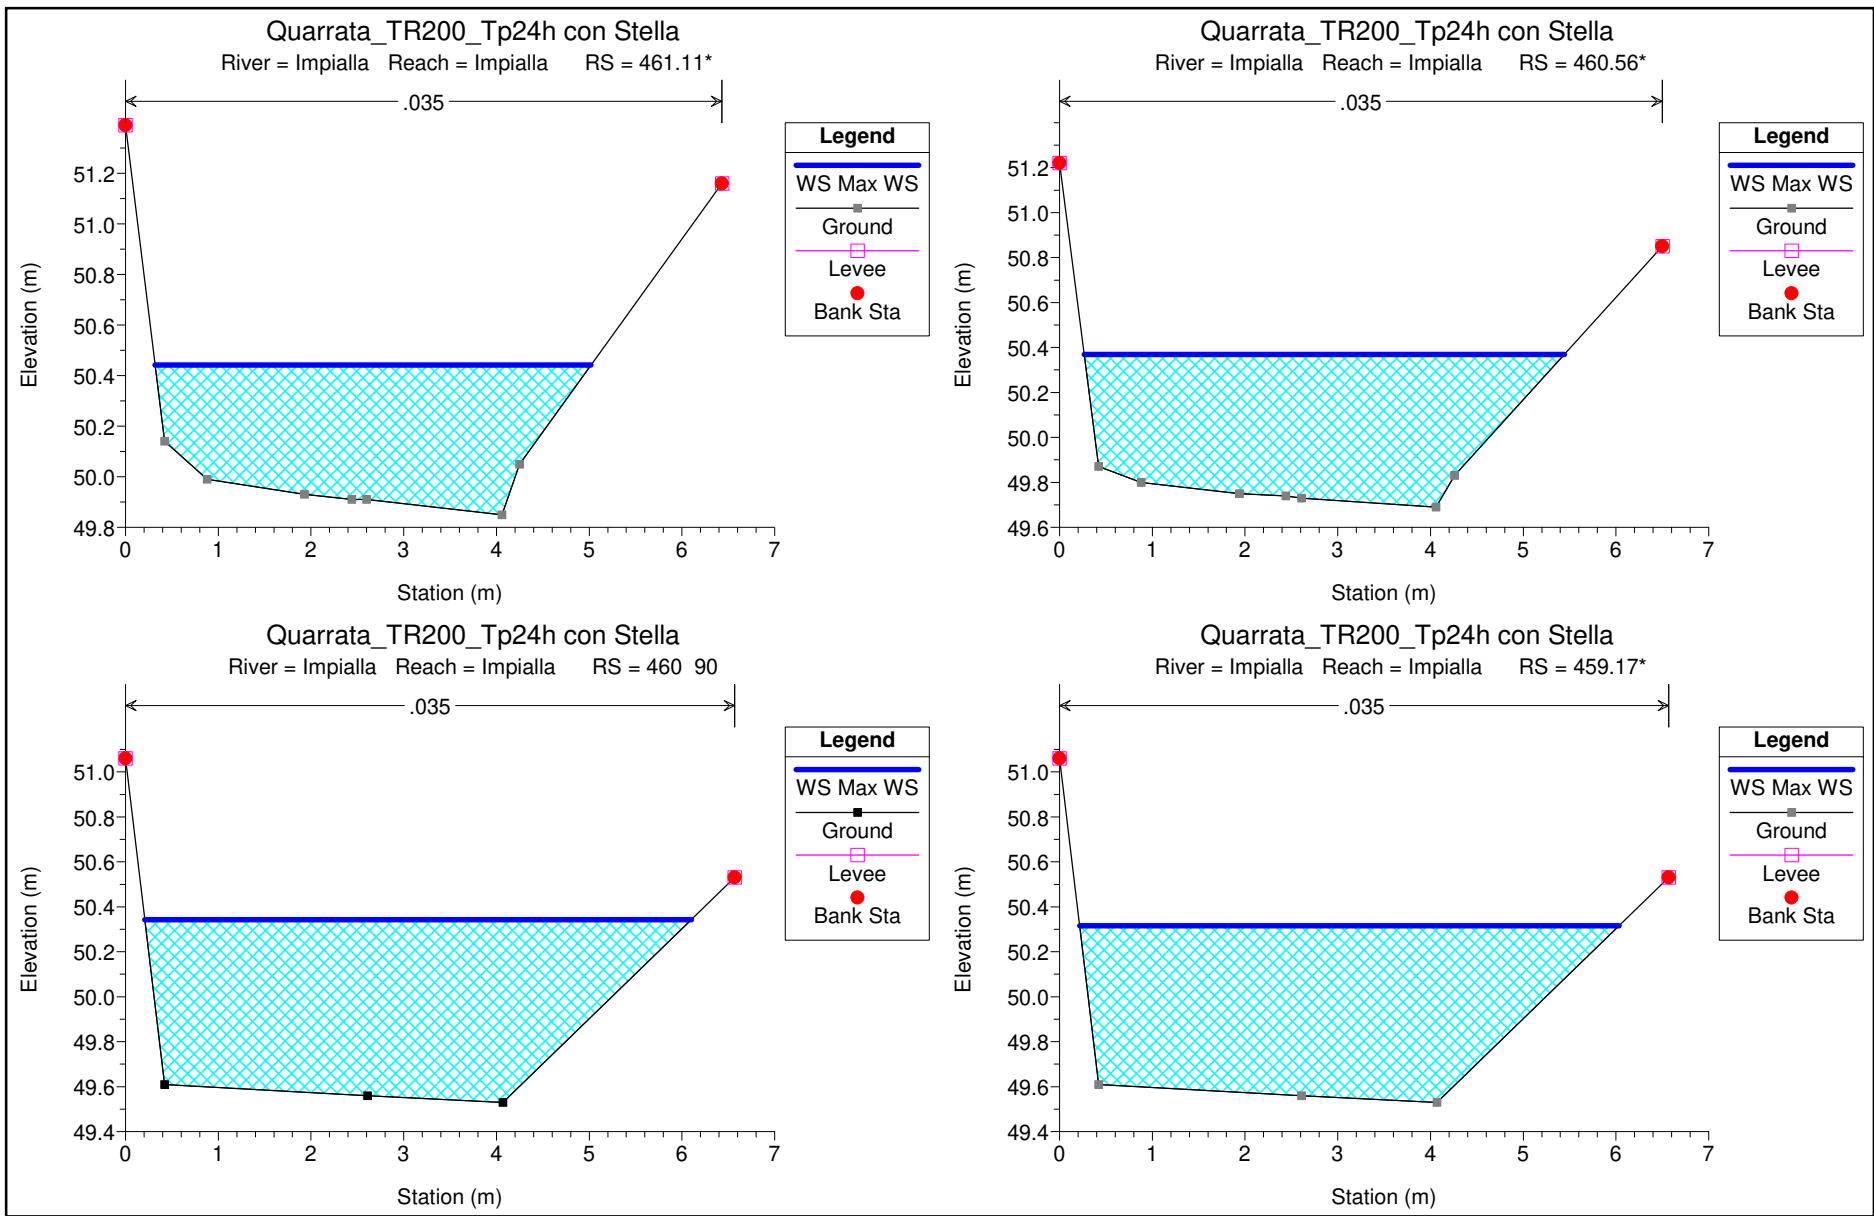 Quarrata_TR200_Tp24h con Stella
River = Impialla Reach = Impialla RS = 461.11*
.035
Legend
WS Max WS
Ground
Levee
Bank Sta
51.2
51.0
50.8
50.6
50.4
50.2
50.0
49.8
0 1 2 3 4 5 6 7
Elevation (m)
Station (m)
Quarrata_TR200_Tp24h con Stella
River = Impialla Reach = Impialla RS = 460.56*
.035
Legend
WS Max WS
Ground
Levee
Bank Sta
51.2
51.0
50.8
50.6
50.4
50.2
50.0
49.8
49.6
0 1 2 3 4 5 6 7
Elevation (m)
Station (m)
Quarrata_TR200_Tp24h con Stella
River = Impialla Reach = Impialla RS = 460 90
.035
Legend
WS Max WS
Ground
Levee
Bank Sta
51.0
50.8
50.6
50.4
50.2
50.0
49.8
49.6
49.4
0 1 2 3 4 5 6 7
Elevation (m)
Station (m)
Quarrata_TR200_Tp24h con Stella
River = Impialla Reach = Impialla RS = 459.17*
.035
Legend
WS Max WS
Ground
Levee
Bank Sta
51.0
50.8
50.6
50.4
50.2
50.0
49.8
49.6
49.4
0 1 2 3 4 5 6 7
Elevation (m)
Station (m)